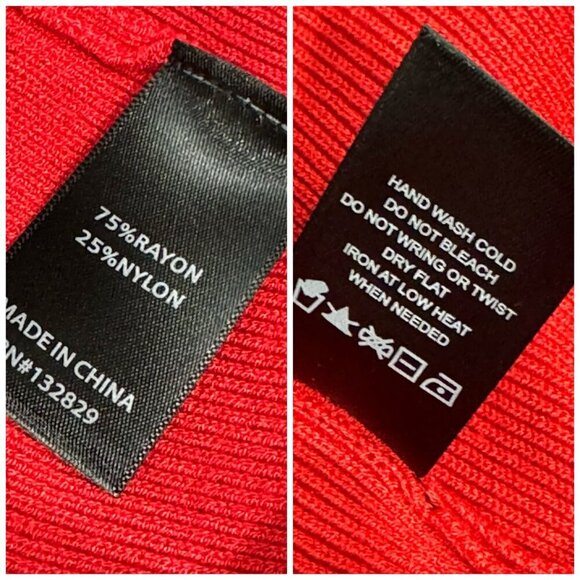 75%RAYON
25%NYLON
MADE IN CHINA
RN#132829
HAND WASH COLD
DO NOT BLEACH
DO NOT WRING OR TWIST
DRY FLAT
IRON AT LOW HEAT
WHEN NEEDED